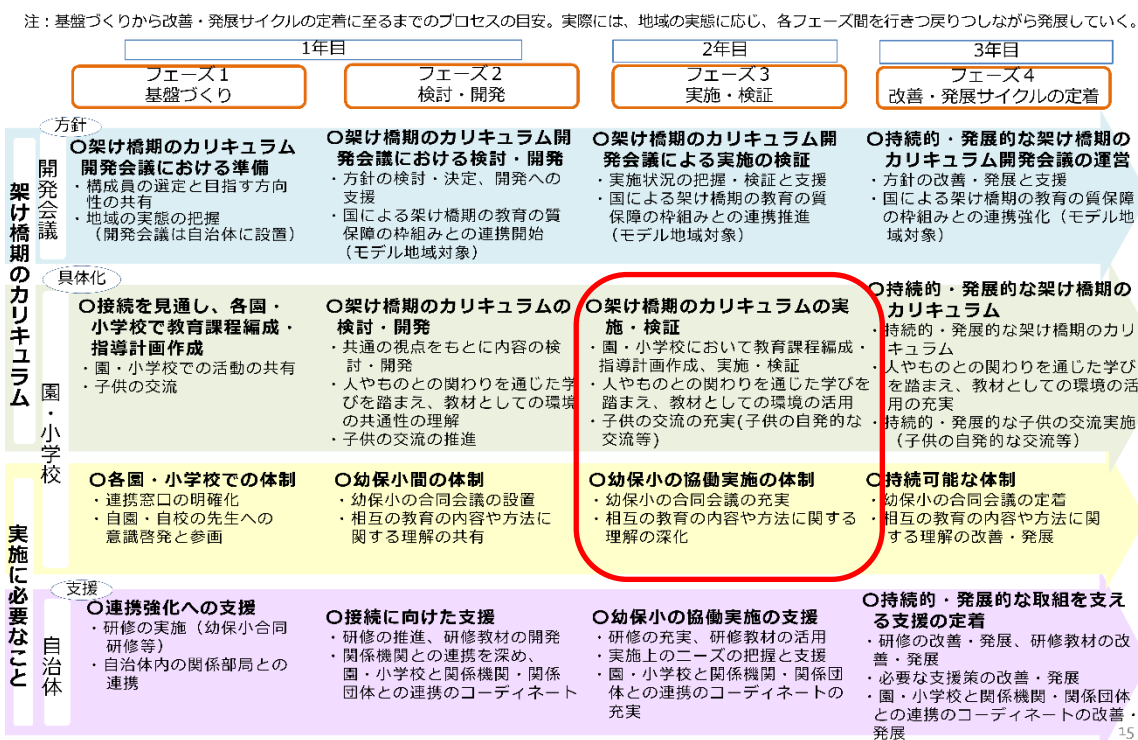 注：基盤づくりから改善・発展サイクルの定着に至るまでのプロセスの目安。実際には、地域の実態に応じ、各フェーズ間を行きつ戻りつしながら発展していく。
1年目
2年目
3年目
フェーズ１
基盤づくり
フェーズ２
検討・開発
フェーズ３
実施・検証
フェーズ４
改善・発展サイクルの定着
架け橋期のカリキュラム
方針
開発会議
〇架け橋期のカリキュラム
開発会議における準備
・構成員の選定と目指す方向
性の共有
・地域の実態の把握
（開発会議は自治体に設置）
〇架け橋期のカリキュラム開
発会議における検討・開発
・方針の検討・決定、開発への
支援
・国による架け橋期の教育の質
保障の枠組みとの連携開始
（モデル地域対象）
〇架け橋期のカリキュラム開
発会議による実施の検証
・実施状況の把握・検証と支援
・国による架け橋期の教育の質
保障の枠組みとの連携推進
（モデル地域対象）
〇持続的・発展的な架け橋期の
カリキュラム開発会議の運営
・方針の改善・発展と支援
・国による架け橋期の教育の質保障
の枠組みとの連携強化（モデル地
域対象）
具体化
園・小学校
〇接続を見通し、各園・
小学校で教育課程編成・
指導計画作成
・園・小学校での活動の共有
・子供の交流
〇架け橋期のカリキュラムの
検討・開発
・共通の視点をもとに内容の検
討・開発
・人やものとの関わりを通じた学
びを踏まえ、教材としての環境
の共通性の理解
・子供の交流の推進
〇架け橋期のカリキュラムの実
施・検証
・園・小学校において教育課程編成・
指導計画作成、実施・検証
・人やものとの関わりを通じた学びを
踏まえ、教材としての環境の活用
・子供の交流の充実(子供の自発的な
交流等)
〇持続的・発展的な架け橋期の
カリキュラム
・持続的・発展的な架け橋期のカリ
キュラム
・人やものとの関わりを通じた学び
を踏まえ、教材としての環境の活
用の充実
・持続的・発展的な子供の交流実施
（子供の自発的な交流等）
実施に必要なこと
〇各園・小学校での体制
・連携窓口の明確化
・自園・自校の先生への
意識啓発と参画
〇幼保小間の体制
・幼保小の合同会議の設置
・相互の教育の内容や方法に
関する理解の共有
〇幼保小の協働実施の体制
・幼保小の合同会議の充実
・相互の教育の内容や方法に関する
理解の深化
〇持続可能な体制
・幼保小の合同会議の定着
・相互の教育の内容や方法に関
する理解の改善・発展
支援
自治体
〇連携強化への支援
・研修の実施（幼保小合同
研修等）
・自治体内の関係部局との
連携
〇接続に向けた支援
・研修の推進、研修教材の開発
・関係機関との連携を深め、
園・小学校と関係機関・関係
団体との連携のコーディネート
〇幼保小の協働実施の支援
・研修の充実、研修教材の活用
・実施上のニーズの把握と支援
・園・小学校と関係機関・関係団
体との連携のコーディネートの
充実
〇持続的・発展的な取組を支え
る支援の定着
・研修の改善・発展、研修教材の改
善・発展
・必要な支援策の改善・発展
・園・小学校と関係機関・関係団体
との連携のコーディネートの改善・
発展
15